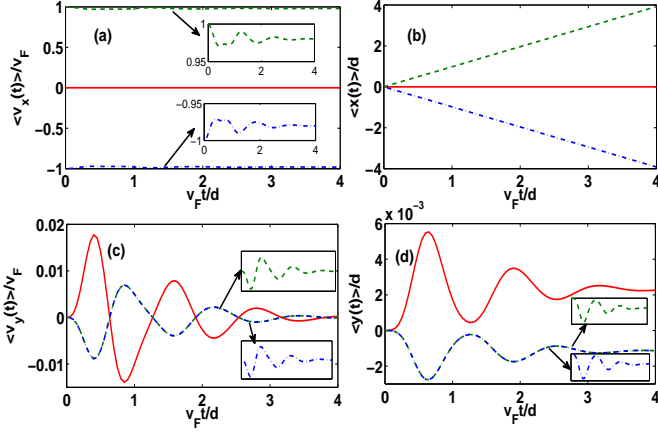 (a)
<v_x(t)>/v_F
1
0.5
0
−0.5
−1
1
0.95
0 2 4
−0.95
−1
0 2 4
0 1 2 3 4
v_F t/d
(b)
<x(t)>/d
4
2
0
−2
−4
0 1 2 3 4
v_F t/d
(c)
<v_y(t)>/v_F
0.02
0.01
0
−0.01
0 1 2 3 4
v_F t/d
(d)
<y(t)>/d
6 x 10^−3
4
2
0
−2
0 1 2 3 4
v_F t/d